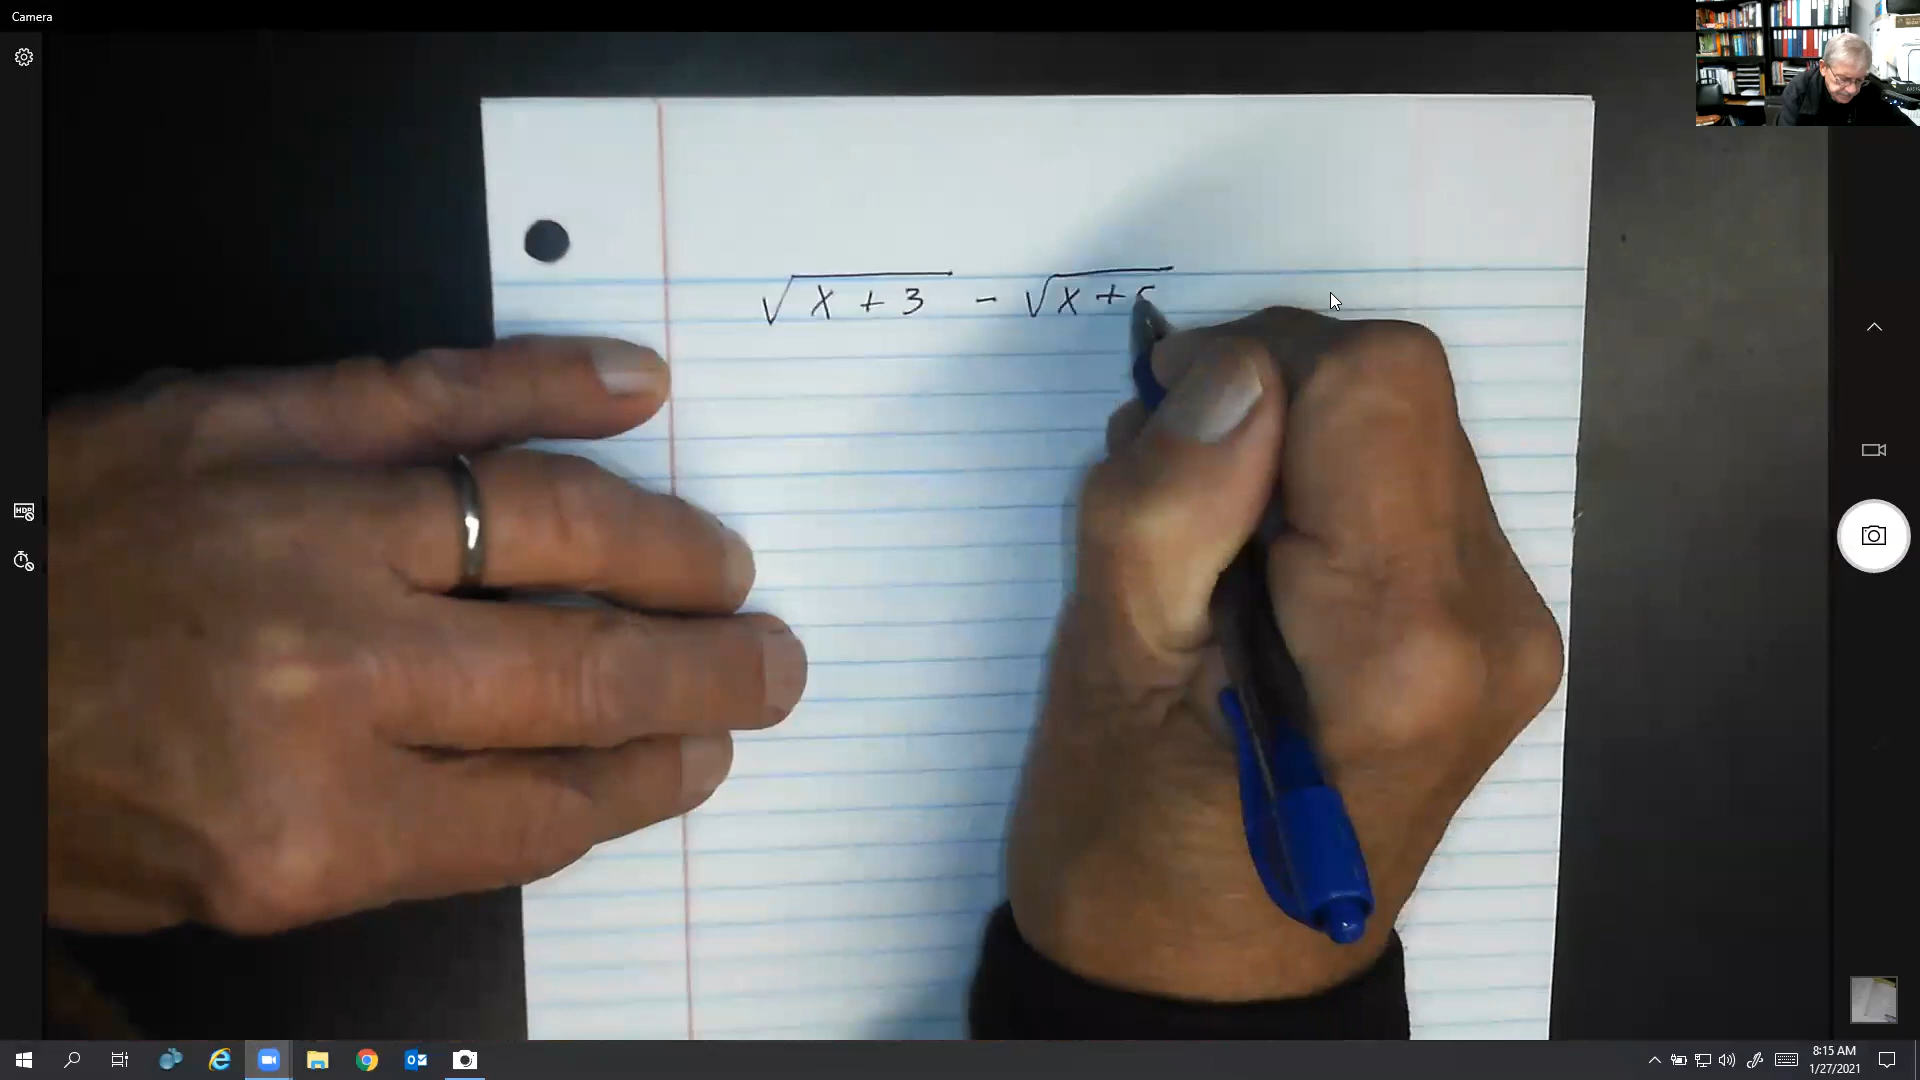 Camera
√x + 3 - √x +
8:15 AM
1/27/2021